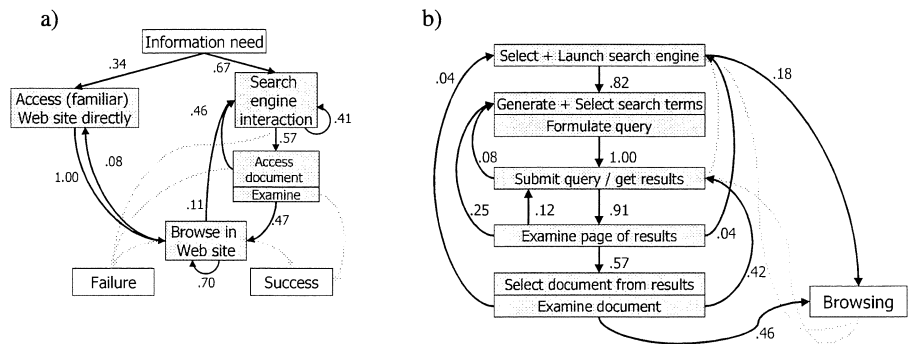 a)
Information need
.34
.67
Access (familiar)
Web site directly
Search
engine
interaction
.46
.41
.57
Access
document
Examine
.08
1.00
.11
.47
Browse in
Web site
.70
Failure
Success
b)
Select + Launch search engine
.04
.18
.82
Generate + Select search terms
Formulate query
.08
1.00
Submit query / get results
.25
.12
.91
Examine page of results
.04
.57
.42
Select document from results
Examine document
Browsing
.46